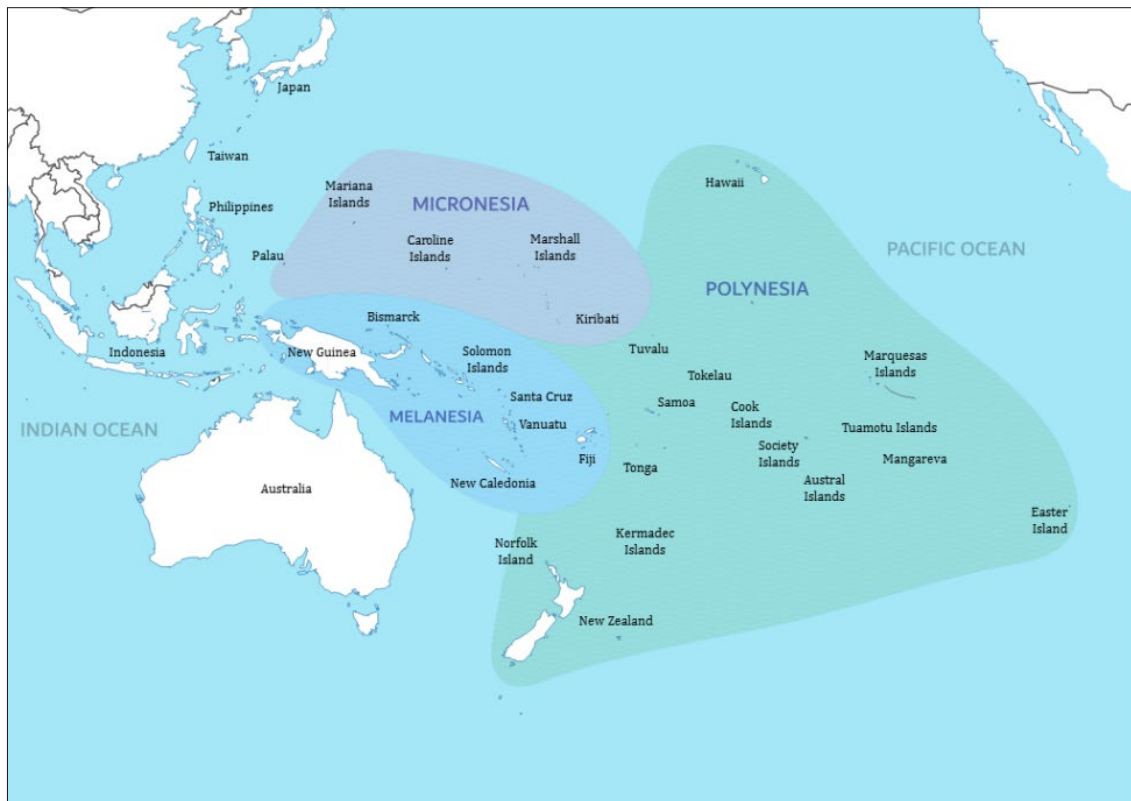 Japan
Taiwan
Hawaii
Mariana
Islands
MICRONESIA
Philippines
Caroline
Islands
Marshall
Islands
PACIFIC OCEAN
Palau
POLYNESIA
Bismarck
Kiribati
Indonesia
New Guinea
Solomon
Islands
Tuvalu
Marquesas
Islands
Tokelau
Santa Cruz
Samoa
Cook
Islands
MELANESIA
Vanuatu
INDIAN OCEAN
Tuamotu Islands
Society
Islands
Fiji
Tonga
Mangareva
New Caledonia
Austral
Islands
Australia
Easter
Island
Norfolk
Island
Kermadec
Islands
New Zealand